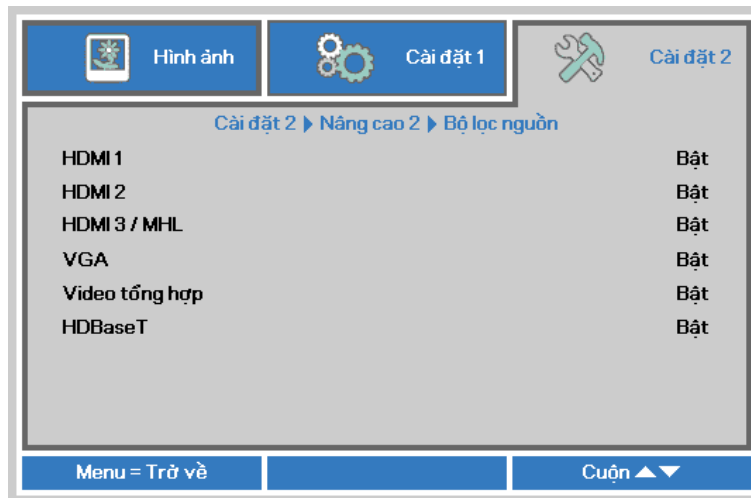 Hình ảnh
Cài đặt 1
Cài đặt 2
Cài đặt 2 ▶ Nâng cao 2 ▶ Bộ lọc nguồn
HDMI 1 Bật
HDMI 2 Bật
HDMI 3 / MHL Bật
VGA Bật
Video tổng hợp Bật
HDBaseT Bật
Menu = Trở về
Cuộn ▲▼